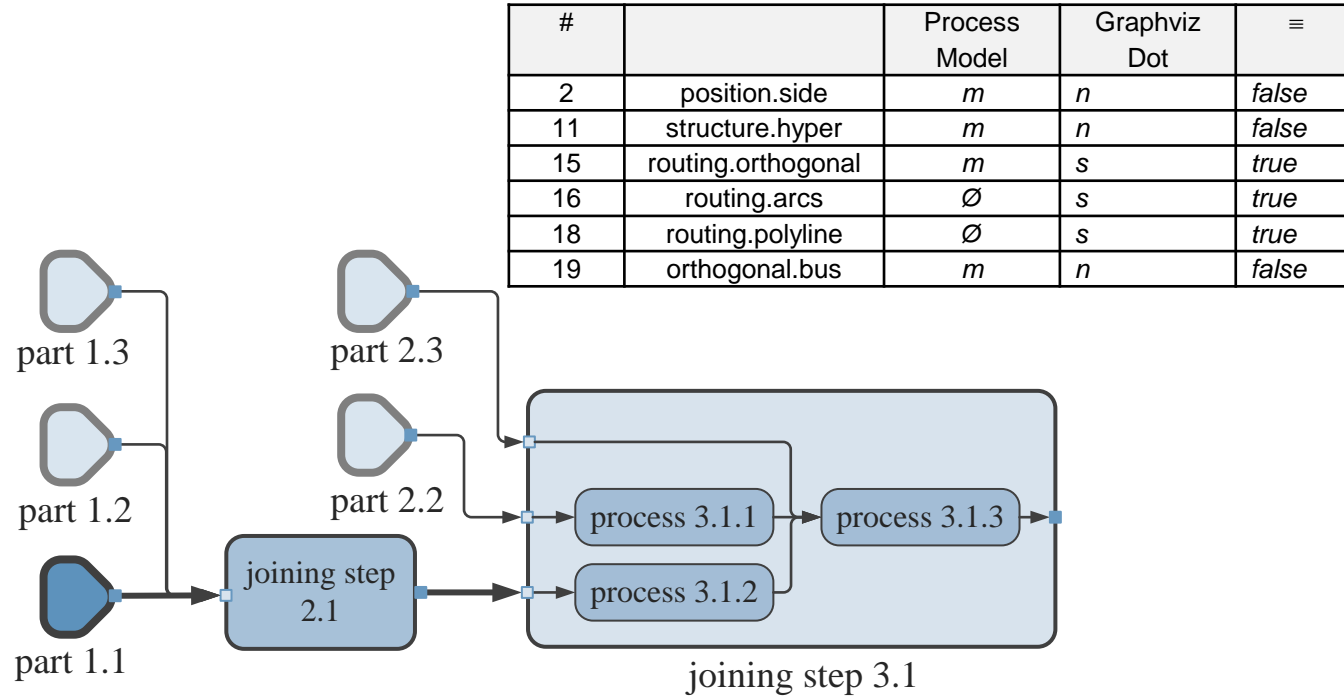 # Process Model Graphviz Dot ≡
2 position.side m n false
11 structure.hyper m n false
15 routing.orthogonal m s true
16 routing.arcs Ø s true
18 routing.polyline Ø s true
19 orthogonal.bus m n false
part 1.3
part 2.3
part 1.2
part 2.2
process 3.1.1
process 3.1.3
joining step
2.1
process 3.1.2
part 1.1
joining step 3.1